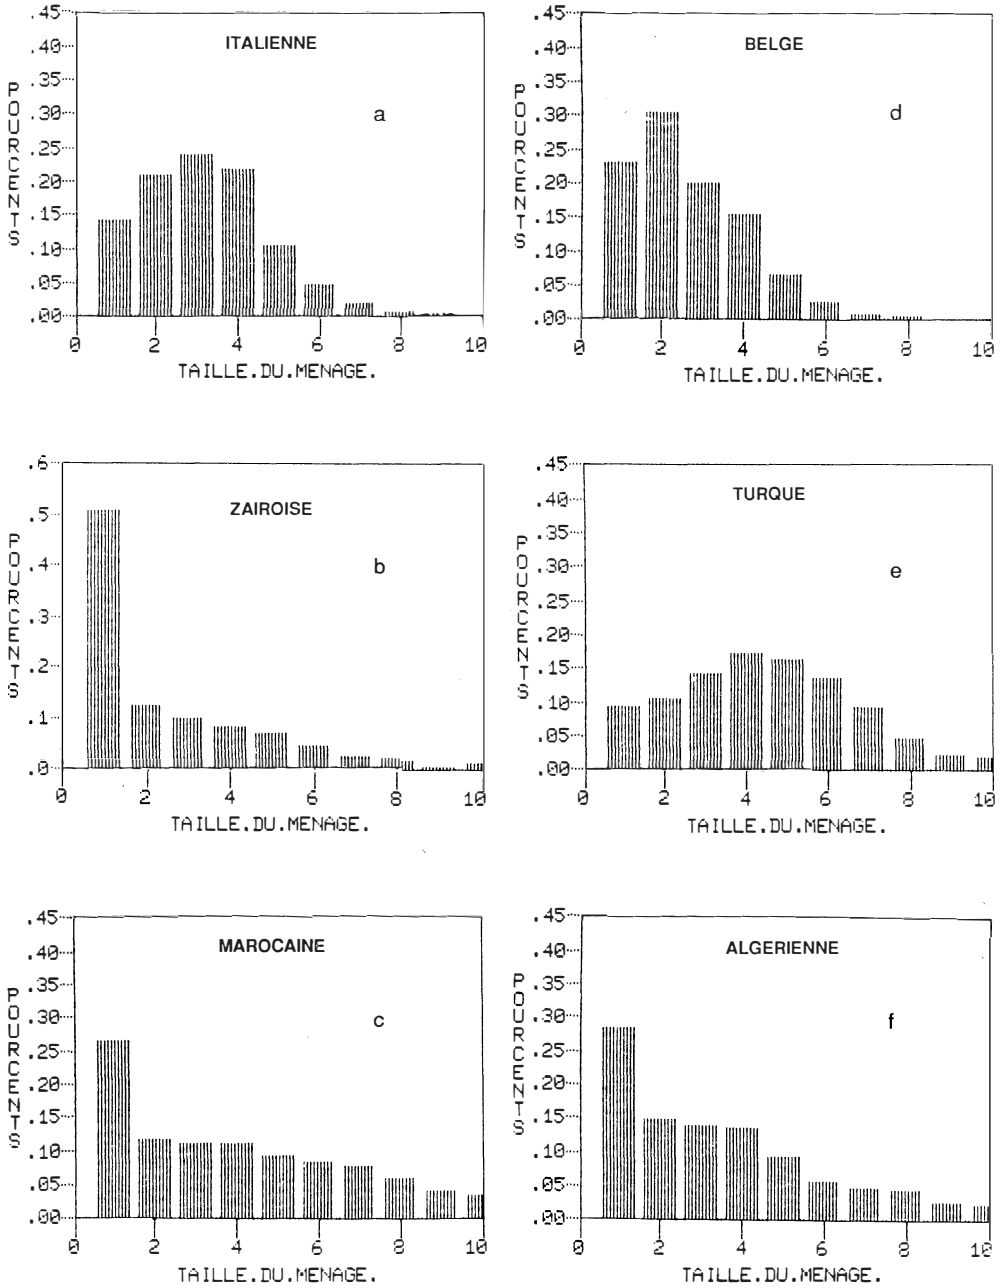 ITALIENNE
a
POURCENTS
.45
.40
.35
.30
.25
.20
.15
.10
.05
.00
0 2 4 6 8 10
TAILLE.DU.MENAGE.
BELGE
d
POURCENTS
.45
.40
.35
.30
.25
.20
.15
.10
.05
.00
0 2 4 6 8 10
TAILLE.DU.MENAGE.
ZAIROISE
b
POURCENTS
.6
.5
.4
.3
.2
.1
.0
0 2 4 6 8 10
TAILLE.DU.MENAGE.
TURQUE
e
POURCENTS
.45
.40
.35
.30
.25
.20
.15
.10
.05
.00
0 2 4 6 8 10
TAILLE.DU.MENAGE.
MAROCAINE
c
POURCENTS
.45
.40
.35
.30
.25
.20
.15
.10
.05
.00
0 2 4 6 8 10
TAILLE.DU.MENAGE.
ALGERIENNE
f
POURCENTS
.45
.40
.35
.30
.25
.20
.15
.10
.05
.00
0 2 4 6 8 10
TAILLE.DU.MENAGE.